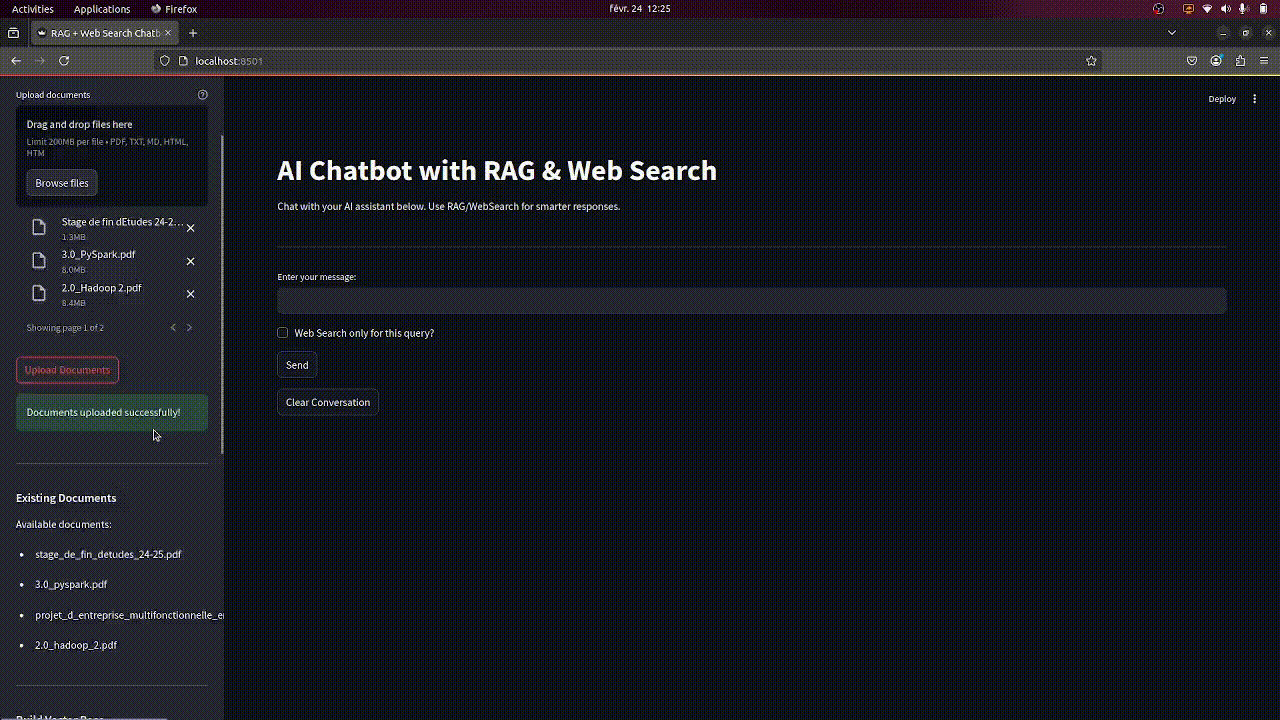 Activities Applications Firefox févr. 24 12:25
RAG + Web Search Chatb
localhost:8501
Upload documents
Drag and drop files here
Limit 200MB per file • PDF, TXT, MD, HTML,
HTM
Browse files
Stage de fin dEtudes 24-2...
1.3MB
3.0_PySpark.pdf
8.0MB
2.0_Hadoop 2.pdf
8.4MB
Showing page 1 of 2
Upload Documents
Documents uploaded successfully!
Existing Documents
Available documents:
• stage_de_fin_detudes_24-25.pdf
• 3.0_pyspark.pdf
• projet_d_entreprise_multifonctionnelle_e
• 2.0_hadoop_2.pdf
Deploy
AI Chatbot with RAG & Web Search
Chat with your AI assistant below. Use RAG/WebSearch for smarter responses.
Enter your message:
Web Search only for this query?
Send
Clear Conversation